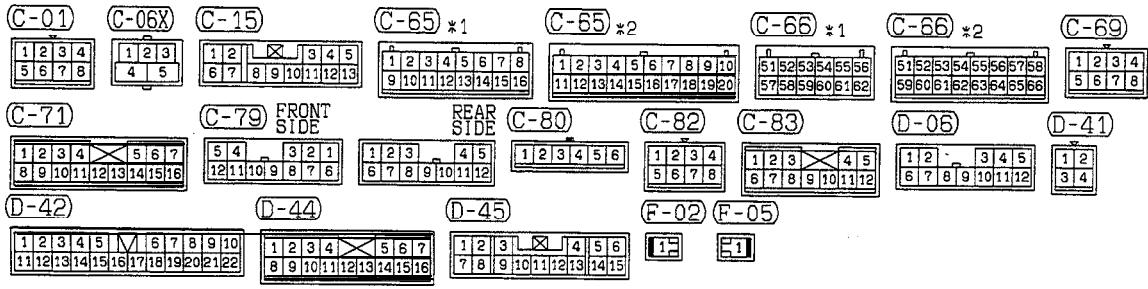 C-01 C-06X C-15 C-65 *1 C-65 *2 C-66 *1 C-66 *2 C-69
1 2 3 4 1 2 3 1 2 3 4 5 1 2 3 4 5 6 7 8 1 2 3 4 5 6 7 8 9 10 51 52 53 54 55 56 51 52 53 54 55 56 57 58 1 2 3 4
5 6 7 8 4 5 6 7 8 9 10 11 12 13 9 10 11 12 13 14 15 16 11 12 13 14 15 16 17 18 19 20 57 58 59 60 61 62 59 60 61 62 63 64 65 66 5 6 7 8
C-71 C-79 FRONT SIDE REAR SIDE C-80 C-82 C-83 D-06 D-41
1 2 3 4 5 6 7 5 4 3 2 1 1 2 3 4 5 1 2 3 4 5 6 1 2 3 4 1 2 3 4 5 1 2 3 4 5 1 2
8 9 10 11 12 13 14 15 16 12 11 10 9 8 7 6 6 7 8 9 10 11 12 5 6 7 8 6 7 8 9 10 11 12 6 7 8 9 10 11 12 3 4
D-42 D-44 D-45 F-02 F-05
1 2 3 4 5 6 7 8 9 10 1 2 3 4 5 6 7 1 2 3 4 5 6 1 1
11 12 13 14 15 16 17 18 19 20 21 22 8 9 10 11 12 13 14 15 16 7 8 9 10 11 12 13 14 15